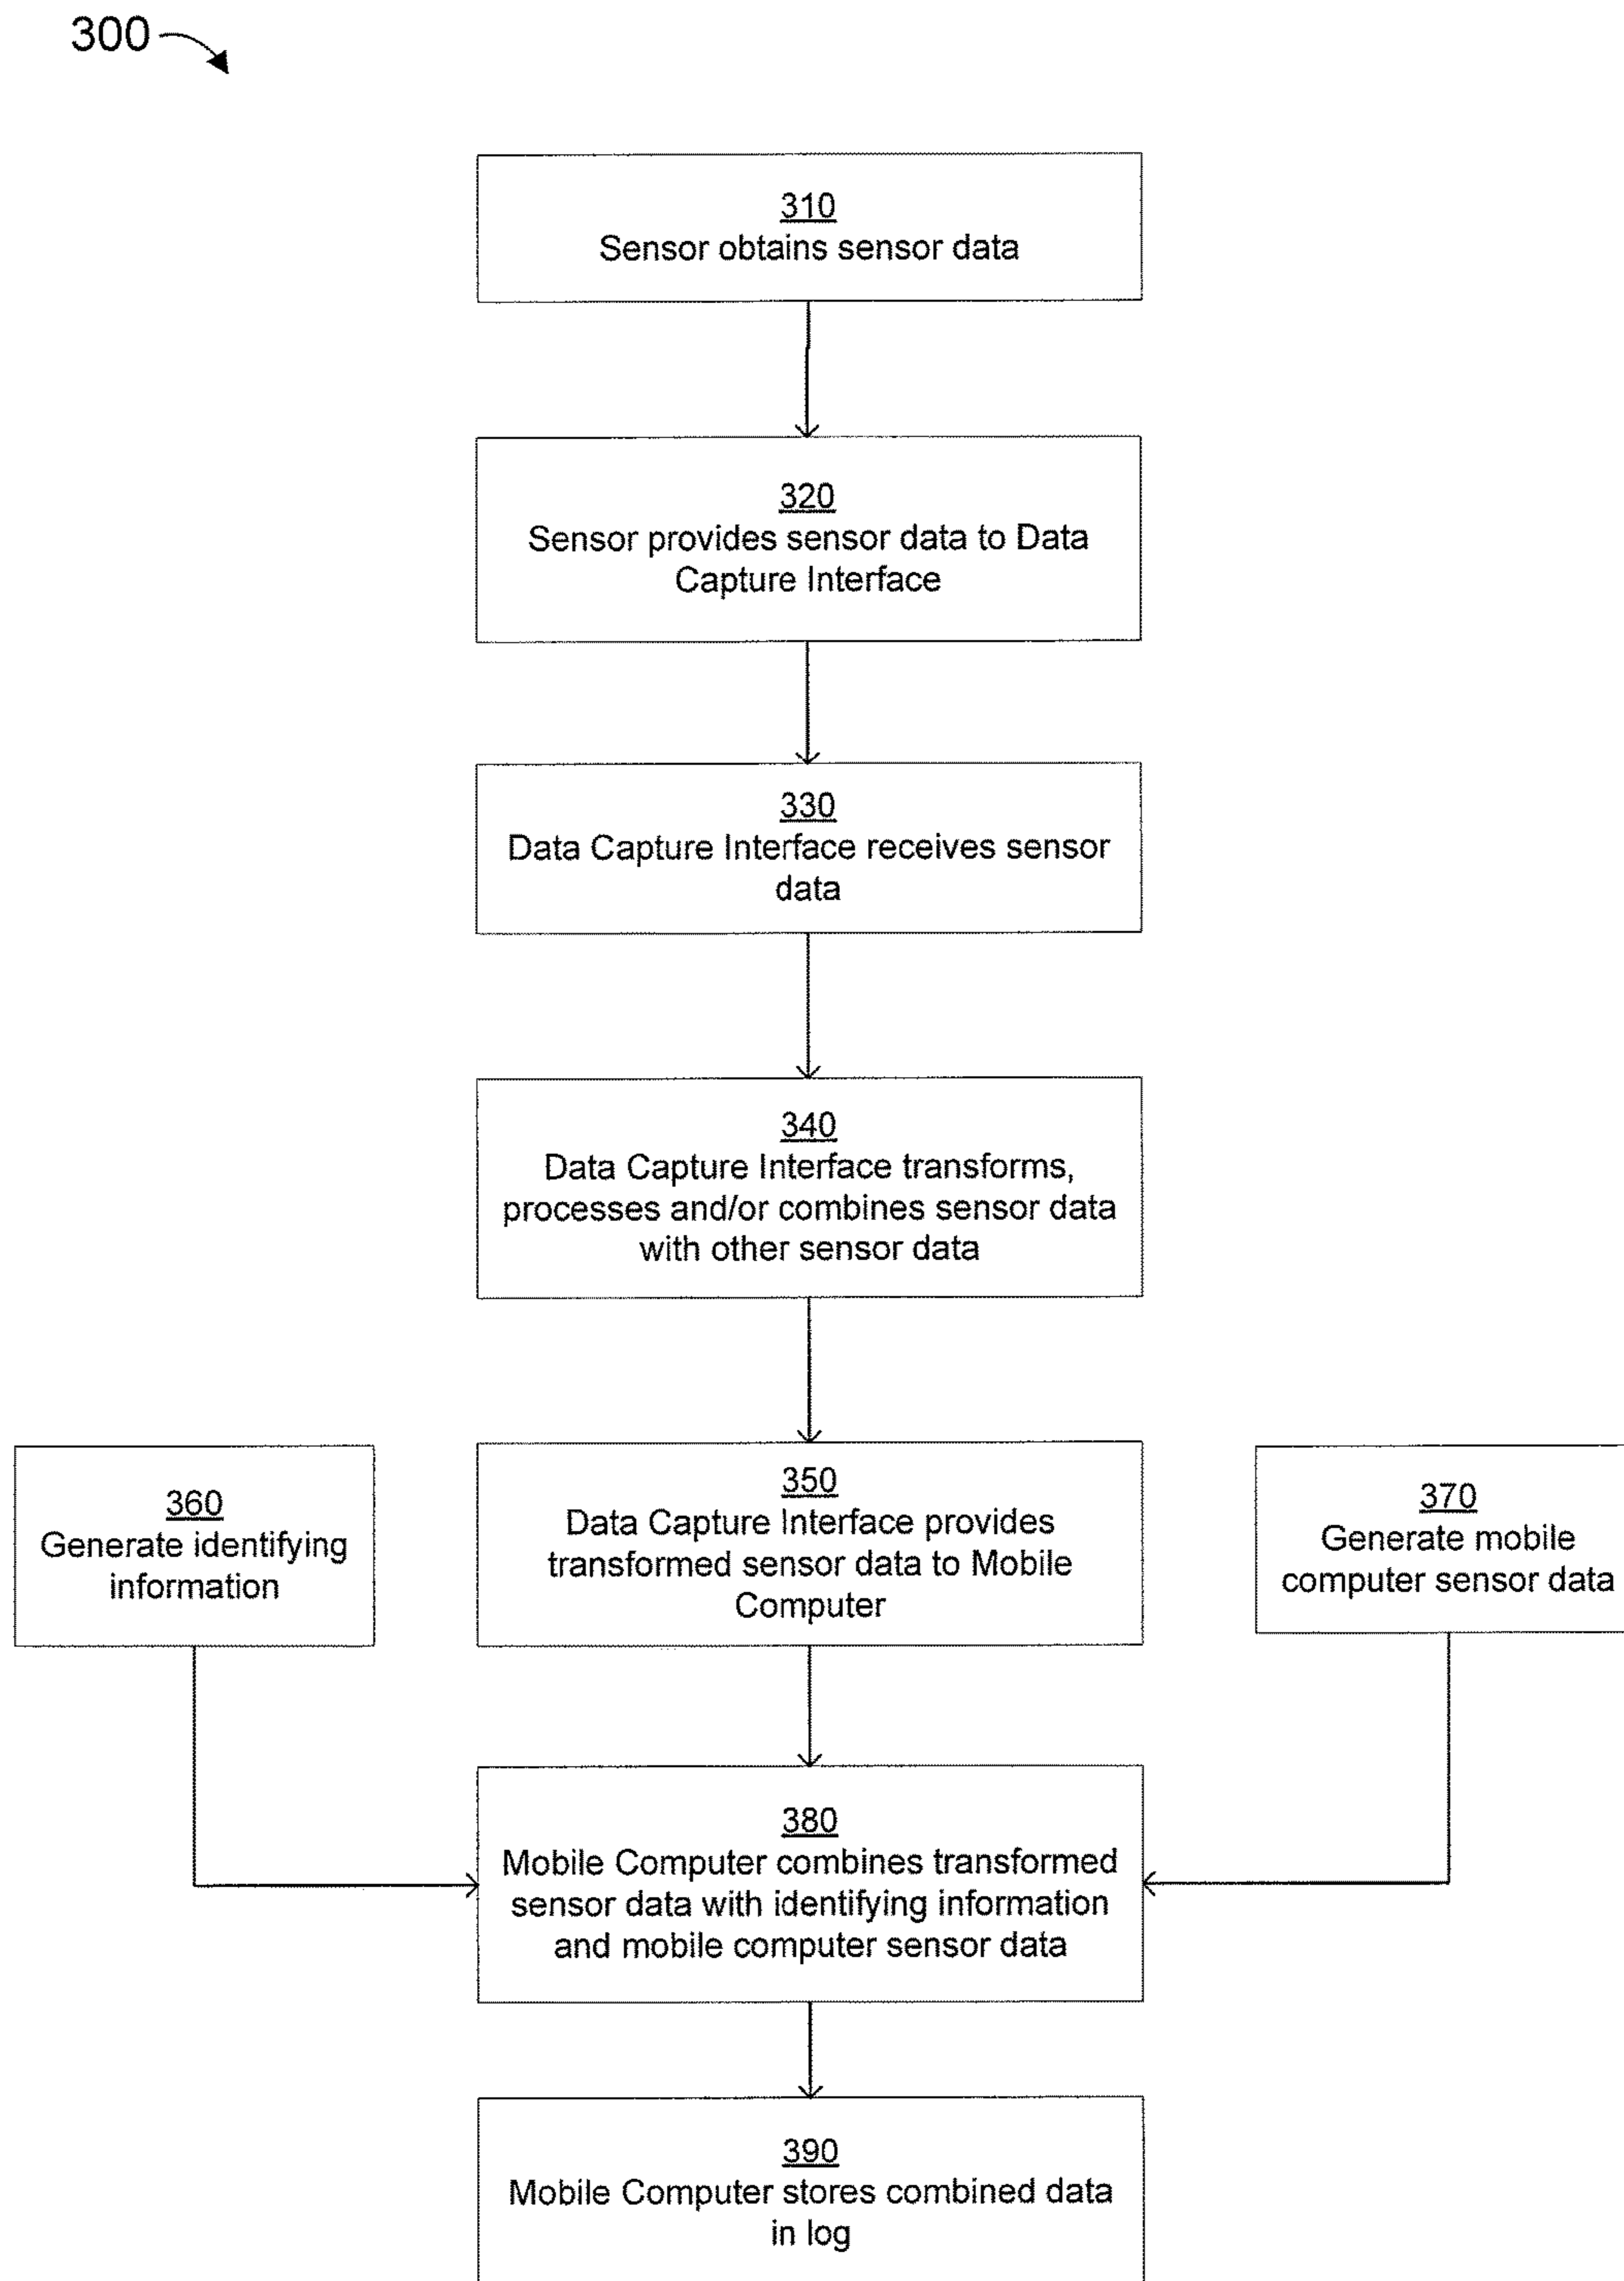 300
310
Sensor obtains sensor data
320
Sensor provides sensor data to Data
Capture Interface
330
Data Capture Interface receives sensor
data
340
Data Capture Interface transforms,
processes and/or combines sensor data
with other sensor data
350
Data Capture Interface provides
transformed sensor data to Mobile
Computer
360
Generate identifying
information
370
Generate mobile
computer sensor data
380
Mobile Computer combines transformed
sensor data with identifying information
and mobile computer sensor data
390
Mobile Computer stores combined data
in log